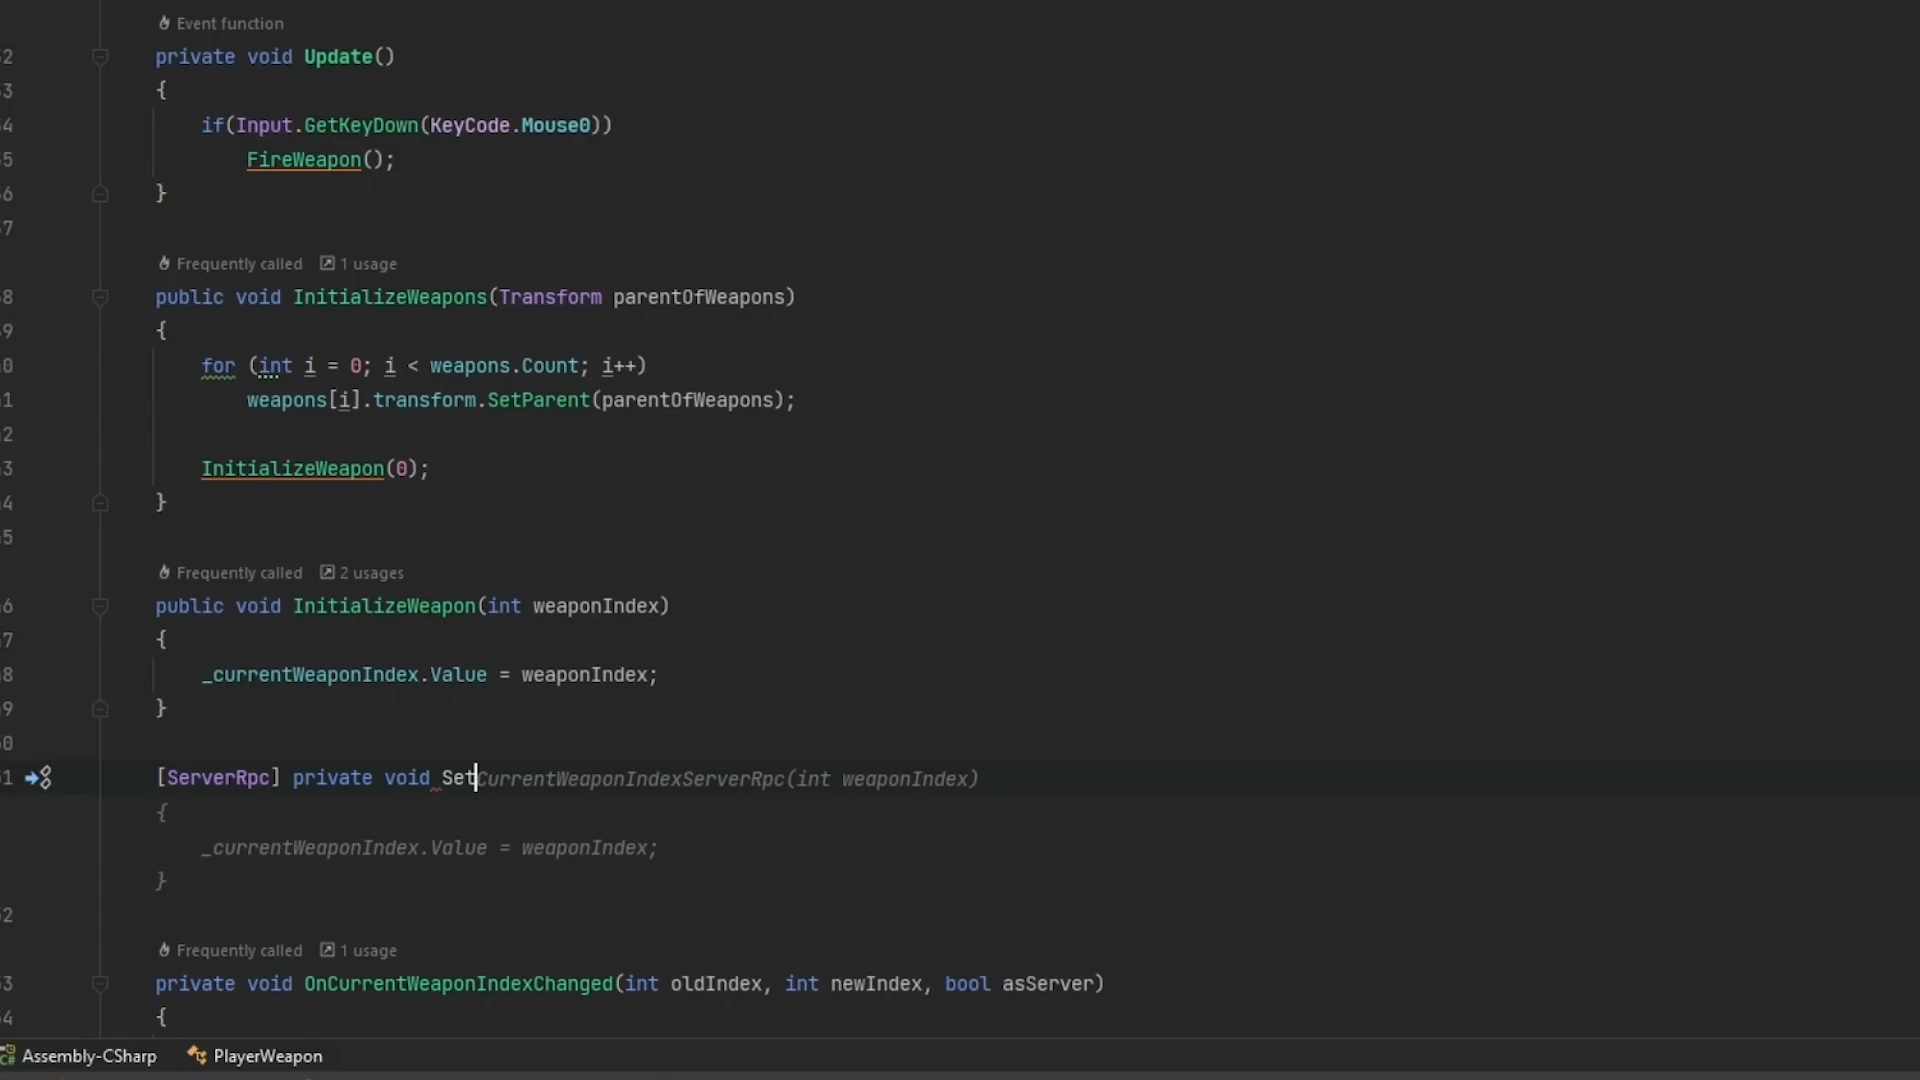 Event function
2 private void Update()
3 {
4 if(Input.GetKeyDown(KeyCode.Mouse0))
5 FireWeapon();
6 }
7
Frequently called 1 usage
8 public void InitializeWeapons(Transform parentOfWeapons)
9 {
0 for (int i = 0; i < weapons.Count; i++)
1 weapons[i].transform.SetParent(parentOfWeapons);
2
3 InitializeWeapon(0);
4 }
5
Frequently called 2 usages
6 public void InitializeWeapon(int weaponIndex)
7 {
8 _currentWeaponIndex.Value = weaponIndex;
9 }
0
1 [ServerRpc] private void SetCurrentWeaponIndexServerRpc(int weaponIndex)
{
_currentWeaponIndex.Value = weaponIndex;
}
2
Frequently called 1 usage
3 private void OnCurrentWeaponIndexChanged(int oldIndex, int newIndex, bool asServer)
4 {
C# Assembly-CSharp PlayerWeapon